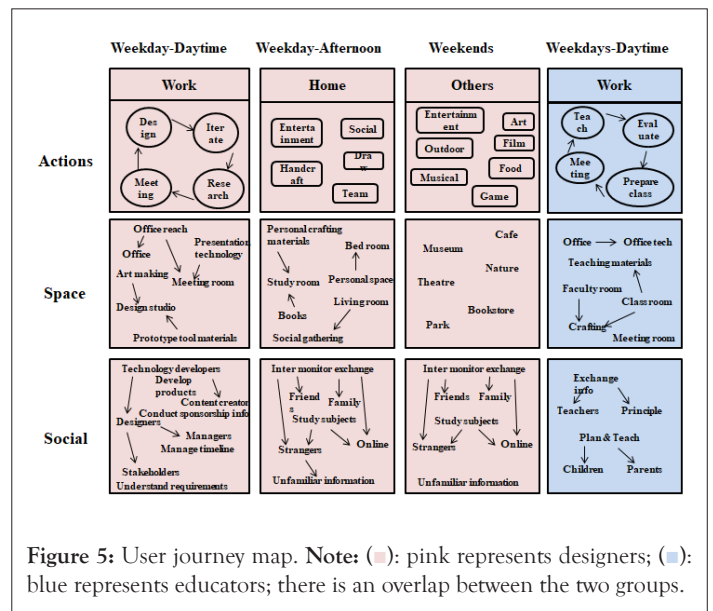 Weekday-Daytime Weekday-Afternoon Weekends Weekdays-Daytime
Work Home Others Work
Actions
Des
ign
Iter
ate
Meet
ing
Rese
arch
Enterta
inment
Social
Handcr
aft
Dra
w
Team
Entertainm
ent
Art
Outdoor
Film
Musical
Food
Game
Tea
ch
Eval
uate
Mee
ting
Prepare
class
Space
Office reach
Office
Presentation
technology
Art making
Meeting room
Design studio
Prototype tool materials
Personal crafting
materials
Bed room
Study room
Personal space
Books
Living room
Social gathering
Cafe
Museum
Nature
Theatre
Bookstore
Park
Office Office tech
Teaching materials
Faculty room
Class room
Crafting
Meeting room
Social
Technology developers
Develop
products
Content creator
Conduct sponsorship info
Designers
Managers
Manage timeline
Stakeholders
Understand requirements
Inter monitor exchange
Friend
s
Family
Study subjects
Strangers
Online
Unfamiliar information
Inter monitor exchange
Friends Family
Study subjects
Strangers
Online
Unfamiliar information
Exchange
info
Teachers Principle
Plan & Teach
Children Parents
Figure 5: User journey map. Note: (■): pink represents designers; (■):
blue represents educators; there is an overlap between the two groups.